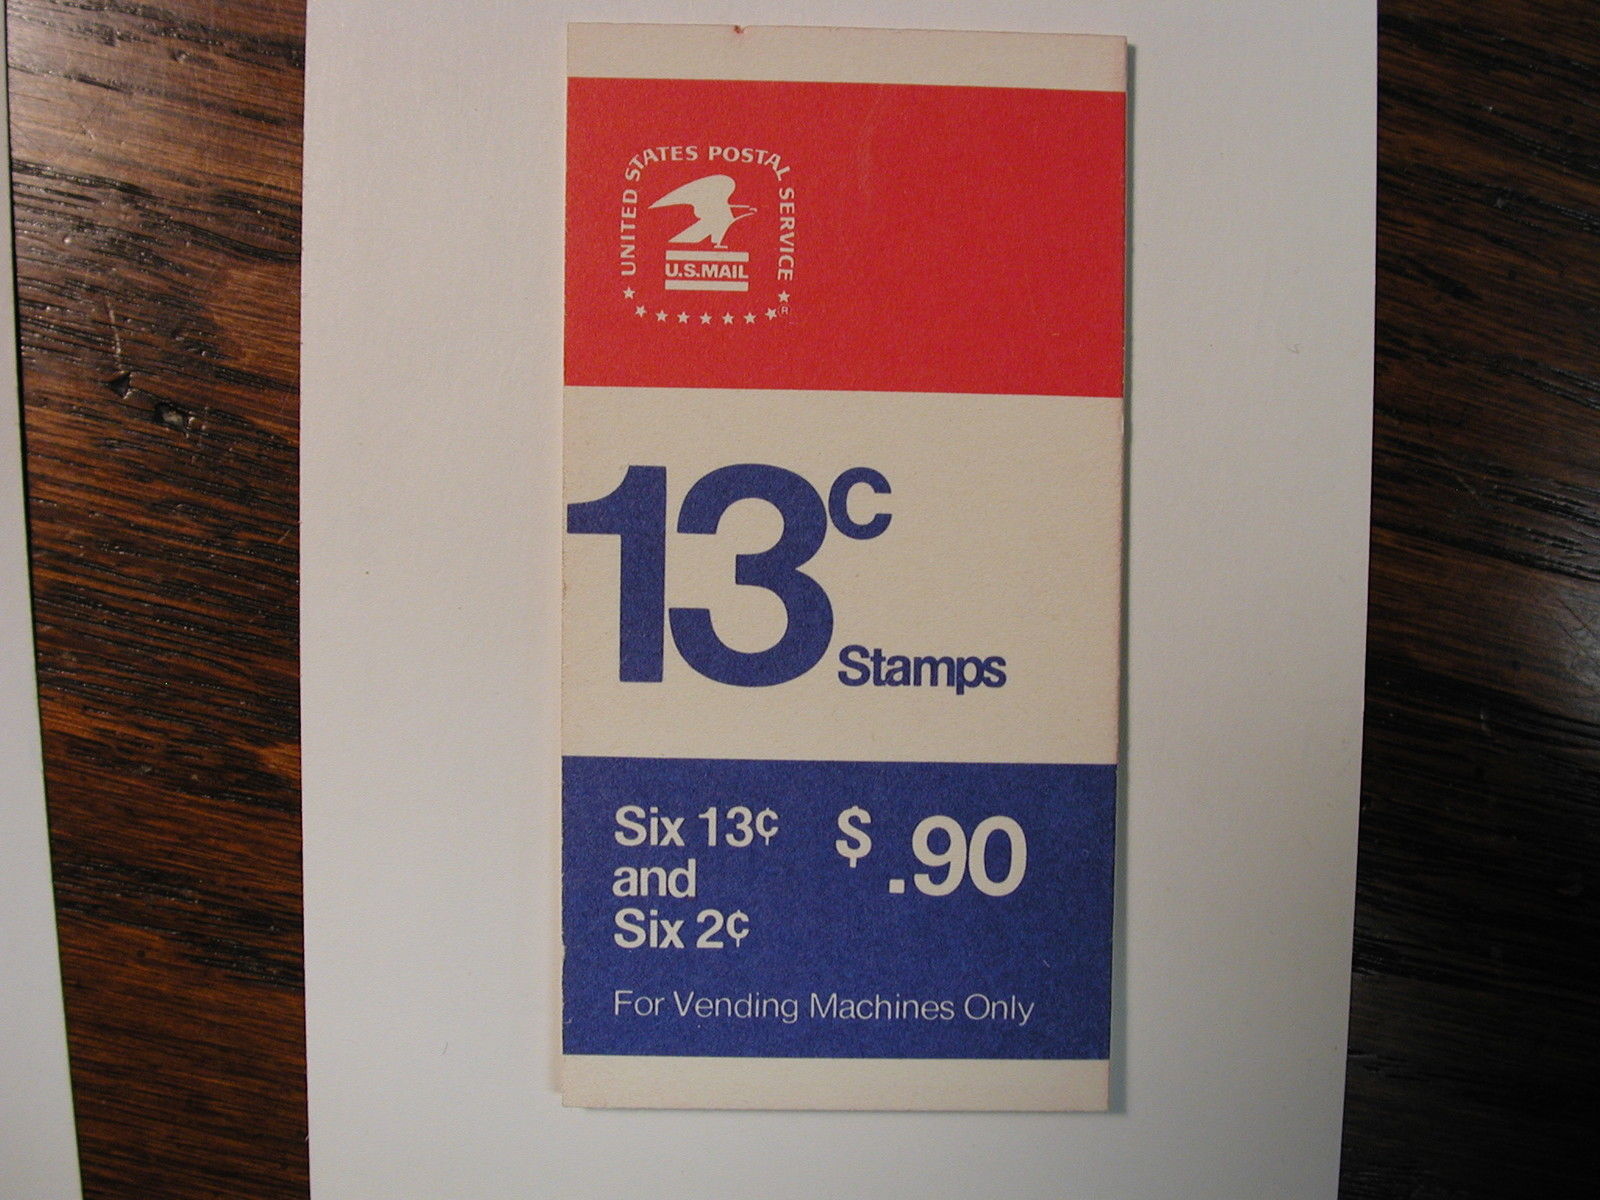 UNITED STATES POSTAL SERVICE
U.S.MAIL
®
13c
Stamps
Six 13¢
and
Six 2¢
$ .90
For Vending Machines Only